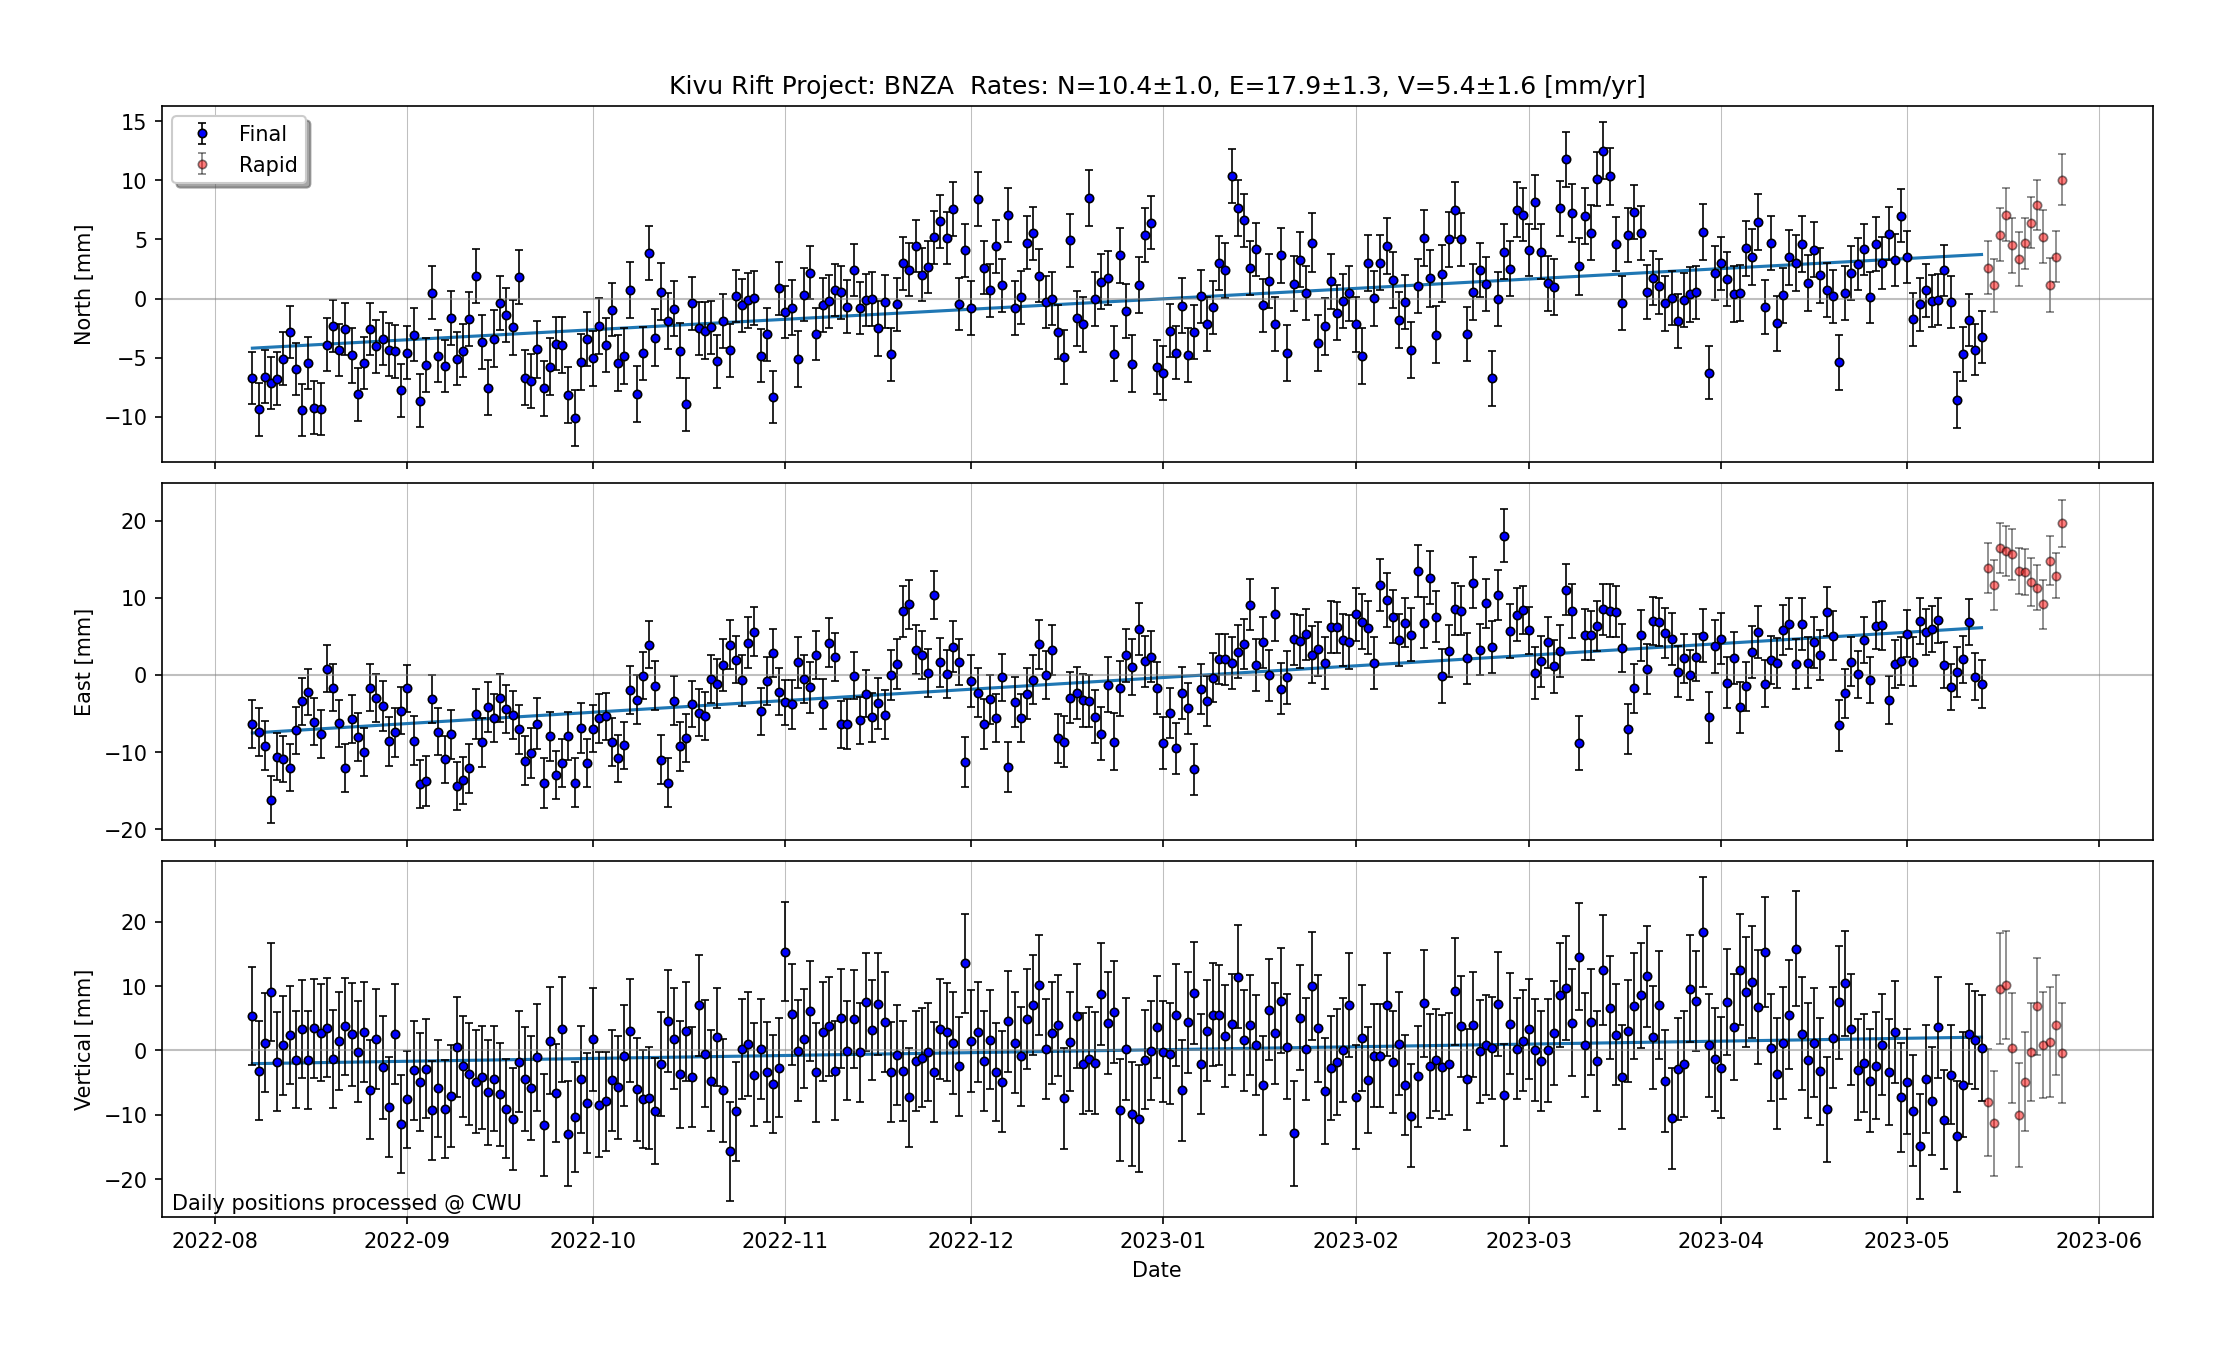 Kivu Rift Project: BNZA  Rates: N=10.4±1.0, E=17.9±1.3, V=5.4±1.6 [mm/yr]
Final
Rapid
North [mm]
15
10
5
0
−5
−10
East [mm]
20
10
0
−10
−20
Vertical [mm]
20
10
0
−10
−20
Daily positions processed @ CWU
2022-08 2022-09 2022-10 2022-11 2022-12 2023-01 2023-02 2023-03 2023-04 2023-05 2023-06
Date